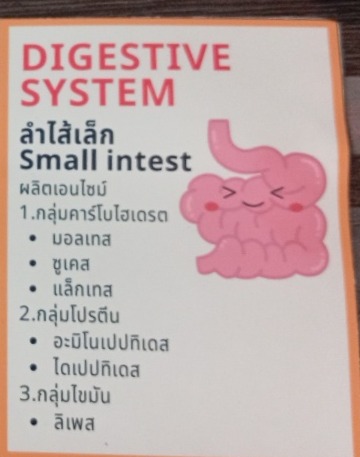 DIGESTIVE
SYSTEM
ลำไส้เล็ก
Small intest
ผลิตเอนไซม์
1.กลุ่มคาร์โบไฮเดรต
• มอลเทส
• ซูเคส
• แล็กเทส
2.กลุ่มโปรตีน
• อะมิโนเปปทิเดส
• ไดเปปทิเดส
3.กลุ่มไขมัน
• ลิเพส